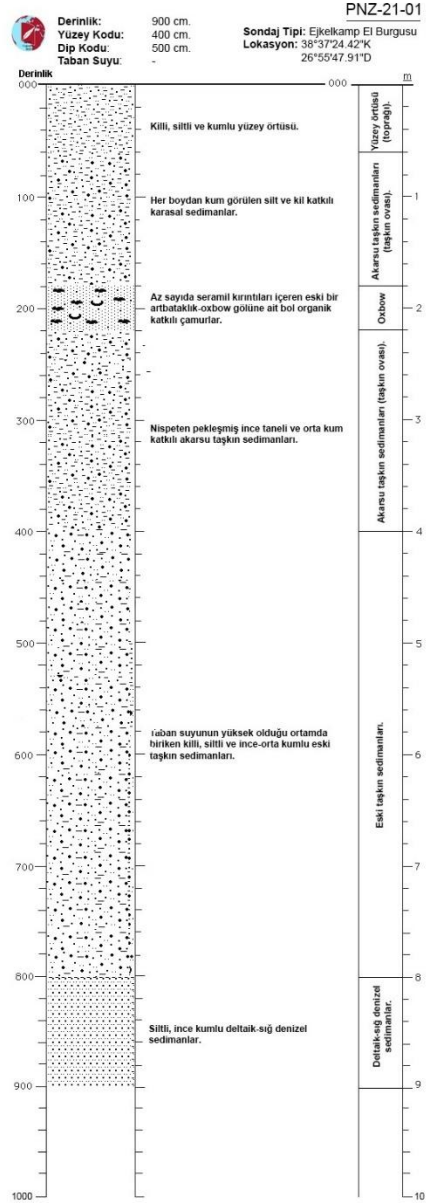 PNZ-21-01
Derinlik: 900 cm.
Yüzey Kodu: 400 cm.
Dip Kodu: 500 cm.
Taban Suyu: -
Sondaj Tipi: Ejkelkamp El Burgusu
Lokasyon: 38°37'24.42"K
26°55'47.91"D
Derinlik
m
000
000
Killi, siltli ve kumlu yüzey örtüsü.
Yüzey örtüsü
(toprağı).
100
1
Her boydan kum görülen silt ve kil katkılı
karasal sedimanlar.
Akarsu taşkın sedimanları
(taşkın ovası).
200
2
Az sayıda seramil kırıntıları içeren eski bir
artbataklık-oxbow gölüne ait bol organik
katkılı çamurlar.
Oxbow
300
3
Nispeten pekleşmiş ince taneli ve orta kum
katkılı akarsu taşkın sedimanları.
Akarsu taşkın sedimanları (taşkın ovası).
400
4
500
5
600
6
Taban suyunun yüksek olduğu ortamda
biriken killi, siltli ve ince-orta kumlu eski
taşkın sedimanları.
Eski taşkın sedimanları.
700
7
800
8
Siltli, ince kumlu deltaik-sığ denizel
sedimanlar.
Deltaik-sığ denizel
sedimanlar.
900
9
1000
10